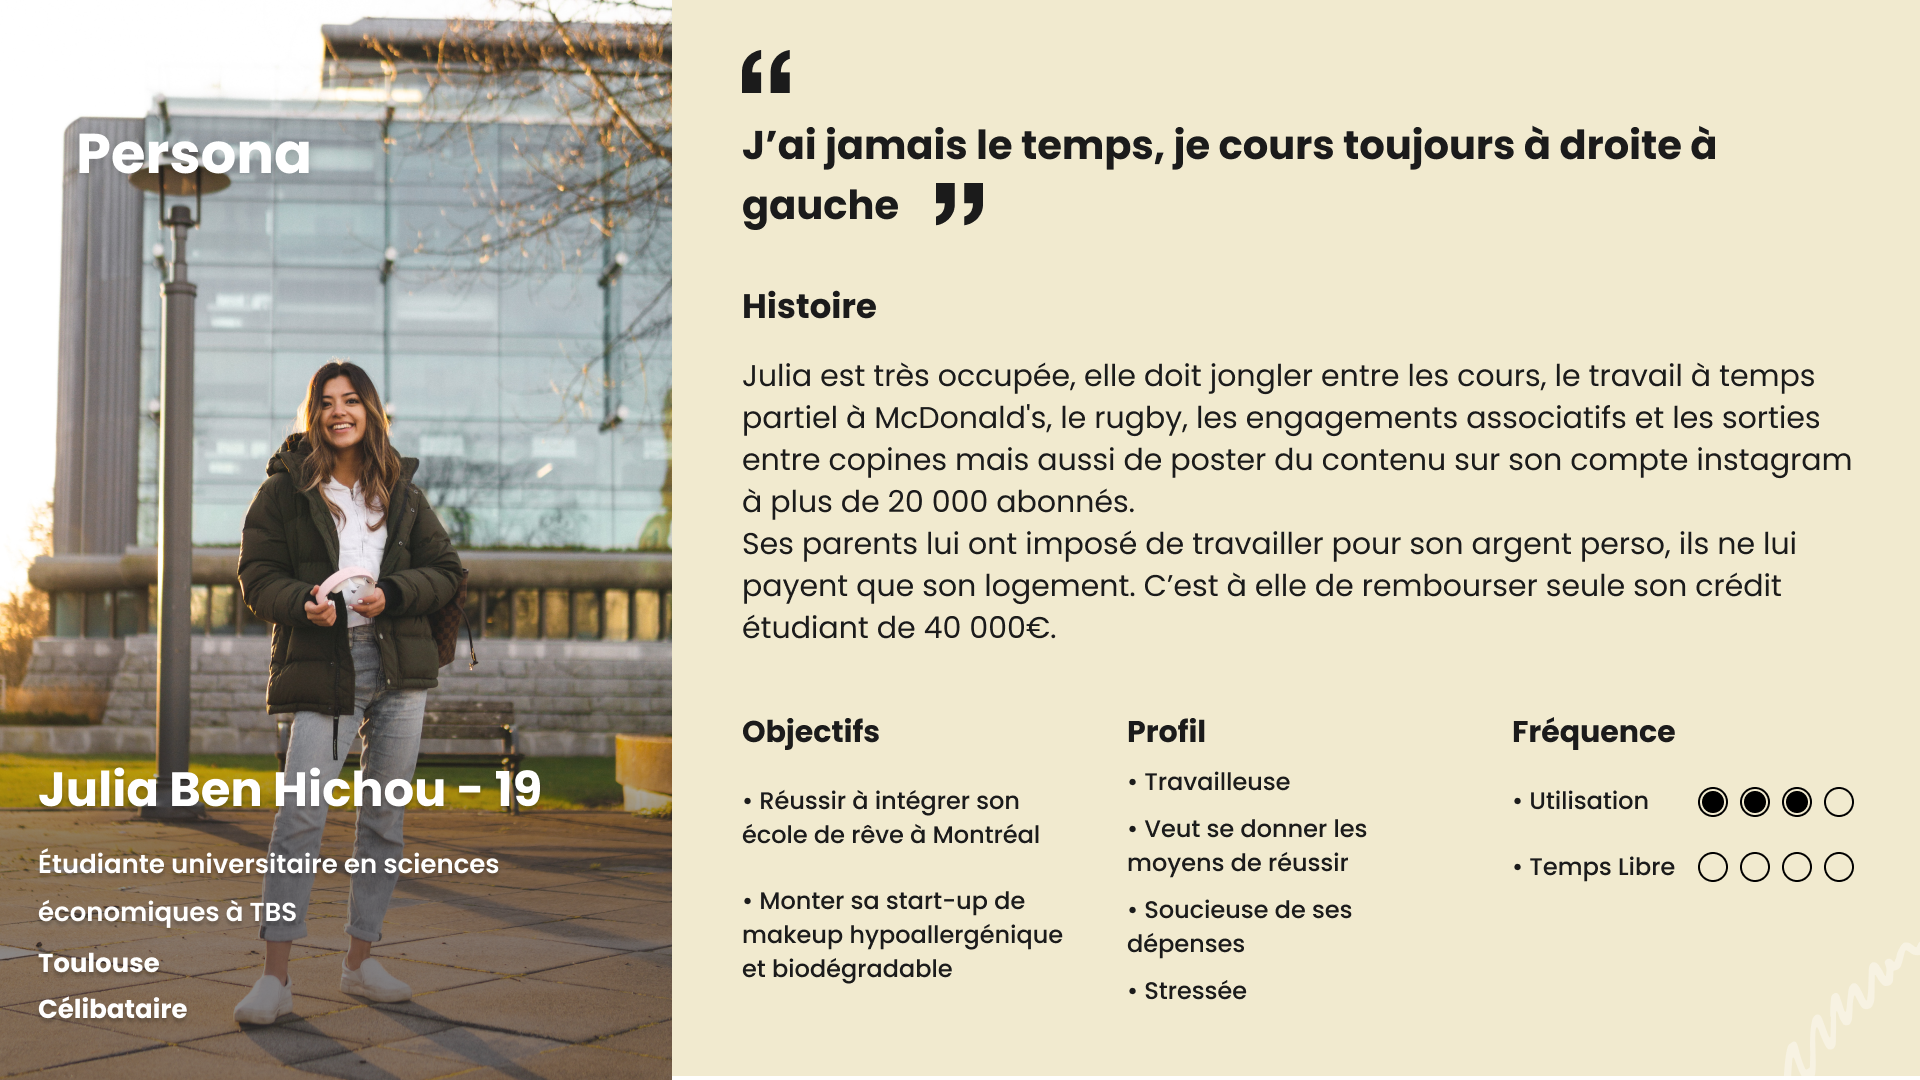 Persona
Julia Ben Hichou - 19
Étudiante universitaire en sciences
économiques à TBS
Toulouse
Célibataire
“
J’ai jamais le temps, je cours toujours à droite à
gauche ”
Histoire
Julia est très occupée, elle doit jongler entre les cours, le travail à temps
partiel à McDonald's, le rugby, les engagements associatifs et les sorties
entre copines mais aussi de poster du contenu sur son compte instagram
à plus de 20 000 abonnés.
Ses parents lui ont imposé de travailler pour son argent perso, ils ne lui
payent que son logement. C’est à elle de rembourser seule son crédit
étudiant de 40 000€.
Objectifs
• Réussir à intégrer son
école de rêve à Montréal
• Monter sa start-up de
makeup hypoallergénique
et biodégradable
Profil
• Travailleuse
• Veut se donner les
moyens de réussir
• Soucieuse de ses
dépenses
• Stressée
Fréquence
• Utilisation
• Temps Libre